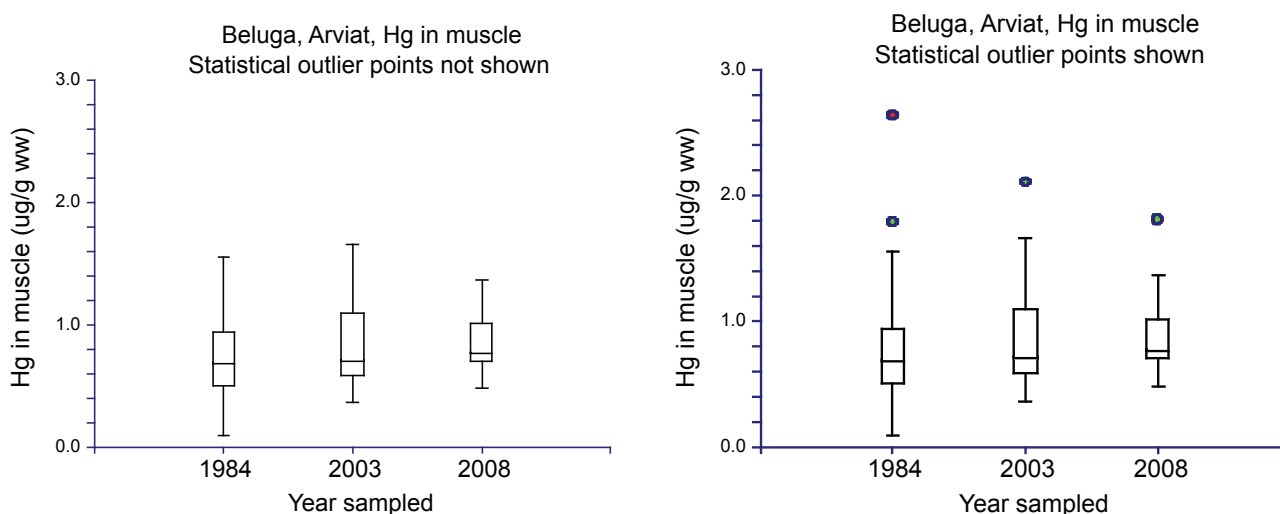 Beluga, Arviat, Hg in muscle
Statistical outlier points not shown
3.0
2.0
1.0
0.0
Hg in muscle (ug/g ww)
1984 2003 2008
Year sampled
Beluga, Arviat, Hg in muscle
Statistical outlier points shown
3.0
2.0
1.0
0.0
Hg in muscle (ug/g ww)
1984 2003 2008
Year sampled